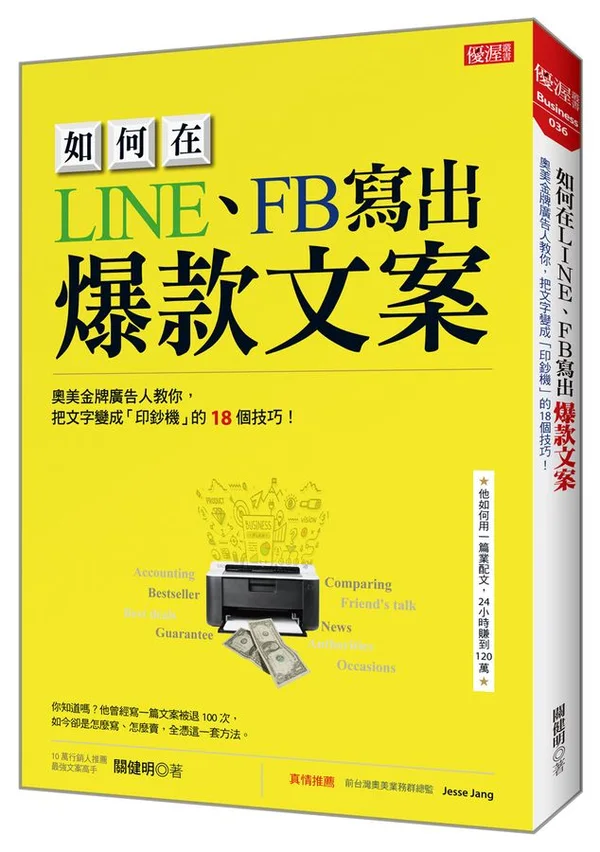 優渥叢書
如何在
LINE、FB寫出
爆款文案
奧美金牌廣告人教你，
把文字變成「印鈔機」的 18 個技巧！
★他如何用一篇業配文，24小時賺到120萬★
BUSINESS
Accounting
Bestseller
Best deals
Guarantee
Comparing
Friend's talk
News
Authorities
Occasions
你知道嗎？他曾經寫一篇文案被退 100 次，
如今卻是怎麼寫、怎麼賣，全憑這一套方法。
10 萬行銷人推薦
最強文案高手
關健明◎著
真情推薦 前台灣奧美業務群總監 Jesse Jang
優渥叢書
Business
036
如何在LINE、FB寫出爆款文案
奧美金牌廣告人教你，把文字變成「印鈔機」的18個技巧！
關健明◎著